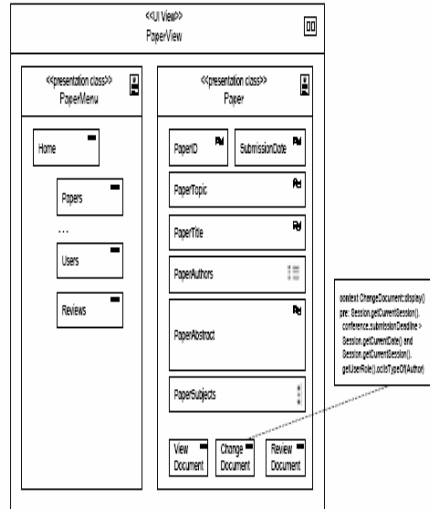 <<UI View>>
PaperView
<<presentation class>>
PaperMenu
Home
Papers
...
Users
Reviews
<<presentation class>>
Paper
PaperID
SubmissionDate
PaperTopic
PaperTitle
PaperAuthors
PaperAbstract
PaperSubjects
View
Document
Change
Document
Review
Document
context ChangeDocument::display()
pre: Session.getCurrentSession().
conference.submissionDeadline >
Session.getCurrentDate() and
Session.getCurrentSession().
getUserRole().oclIsTypeOf(Author)